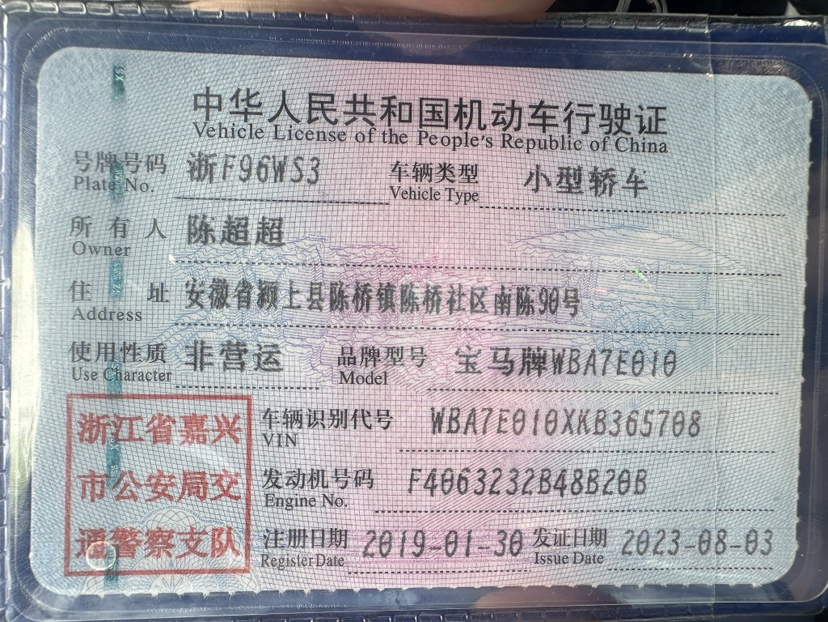 中华人民共和国机动车行驶证
Vehicle License of the People's Republic of China
号牌号码 浙F96WS3 车辆类型 小型轿车
Plate No. Vehicle Type
所有人 陈超超
Owner
住址 安徽省颍上县陈桥镇陈桥社区南陈90号
Address
使用性质 非营运 品牌型号 宝马牌WBA7E010
Use Character Model
浙江省嘉兴 车辆识别代号 WBA7E010XKB365708
VIN
市公安局交 发动机号码 F4063232B48B20B
Engine No.
通警察支队 注册日期 2019-01-30 发证日期 2023-08-03
Register Date Issue Date